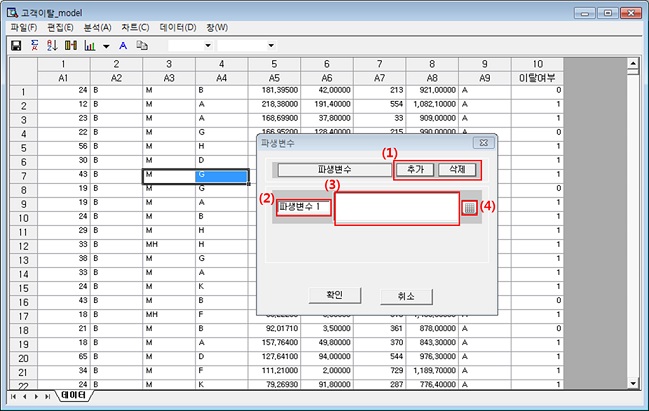 고객이탈_model
파일(F) 편집(E) 분석(A) 차트(C) 데이터(D) 창(W)
1 2 3 4 5 6 7 8 9 10
A1 A2 A3 A4 A5 A6 A7 A8 A9 이탈여부
1 24 B M B 181,39500 42,00000 213 921,00000 A 0
2 12 B M A 218,38000 191,40000 554 1,082,10000 A 1
3 23 B M A 168,69900 37,80000 33 909,00000 A 1
4 22 B M G 166,95200 128,40000 215 990,00000 A 0
5 56 B M H 1
6 30 B M D 1
7 43 B M G 1
8 19 B M G 0
9 19 B M A 1
10 24 B M B 1
11 29 B M H 1
12 33 B MH H 1
13 38 B M G 1
14 33 B M A 1
15 24 B M K 1
16 43 B M B 0
17 18 B MH F A 1
18 21 B M B 92,01710 3,50000 361 878,00000 A 0
19 18 B M A 157,76400 49,80000 370 843,30000 A 1
20 65 B M D 127,64100 94,00000 544 976,30000 A 1
21 34 B M F 111,21000 2,00000 729 1,189,70000 A 1
22 24 B M K 79,26930 91,80000 287 776,40000 A 1
데이터
파생변수
(1)
파생변수 추가 삭제
(2) (3)
파생변수 1
(4)
확인 취소